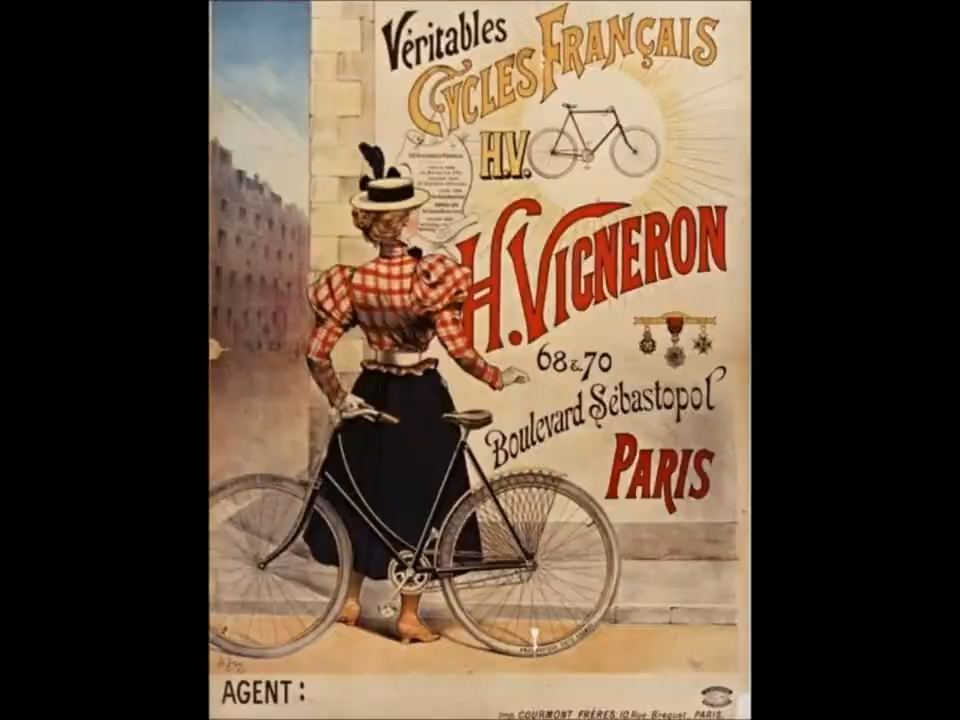 Véritables
Cycles Français
H.V.
H. Vigneron
68 & 70
Boulevard Sébastopol
Paris
AGENT :
Imp. COURMONT FRÈRES, 10 Rue Bréguet, PARIS.